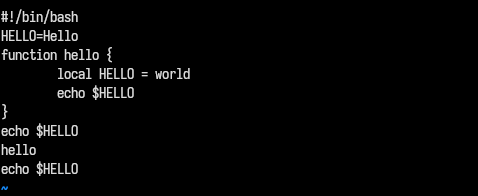 #!/bin/bash
HELLO=Hello
function hello {
        local HELLO = world
        echo $HELLO
}
echo $HELLO
hello
echo $HELLO
~